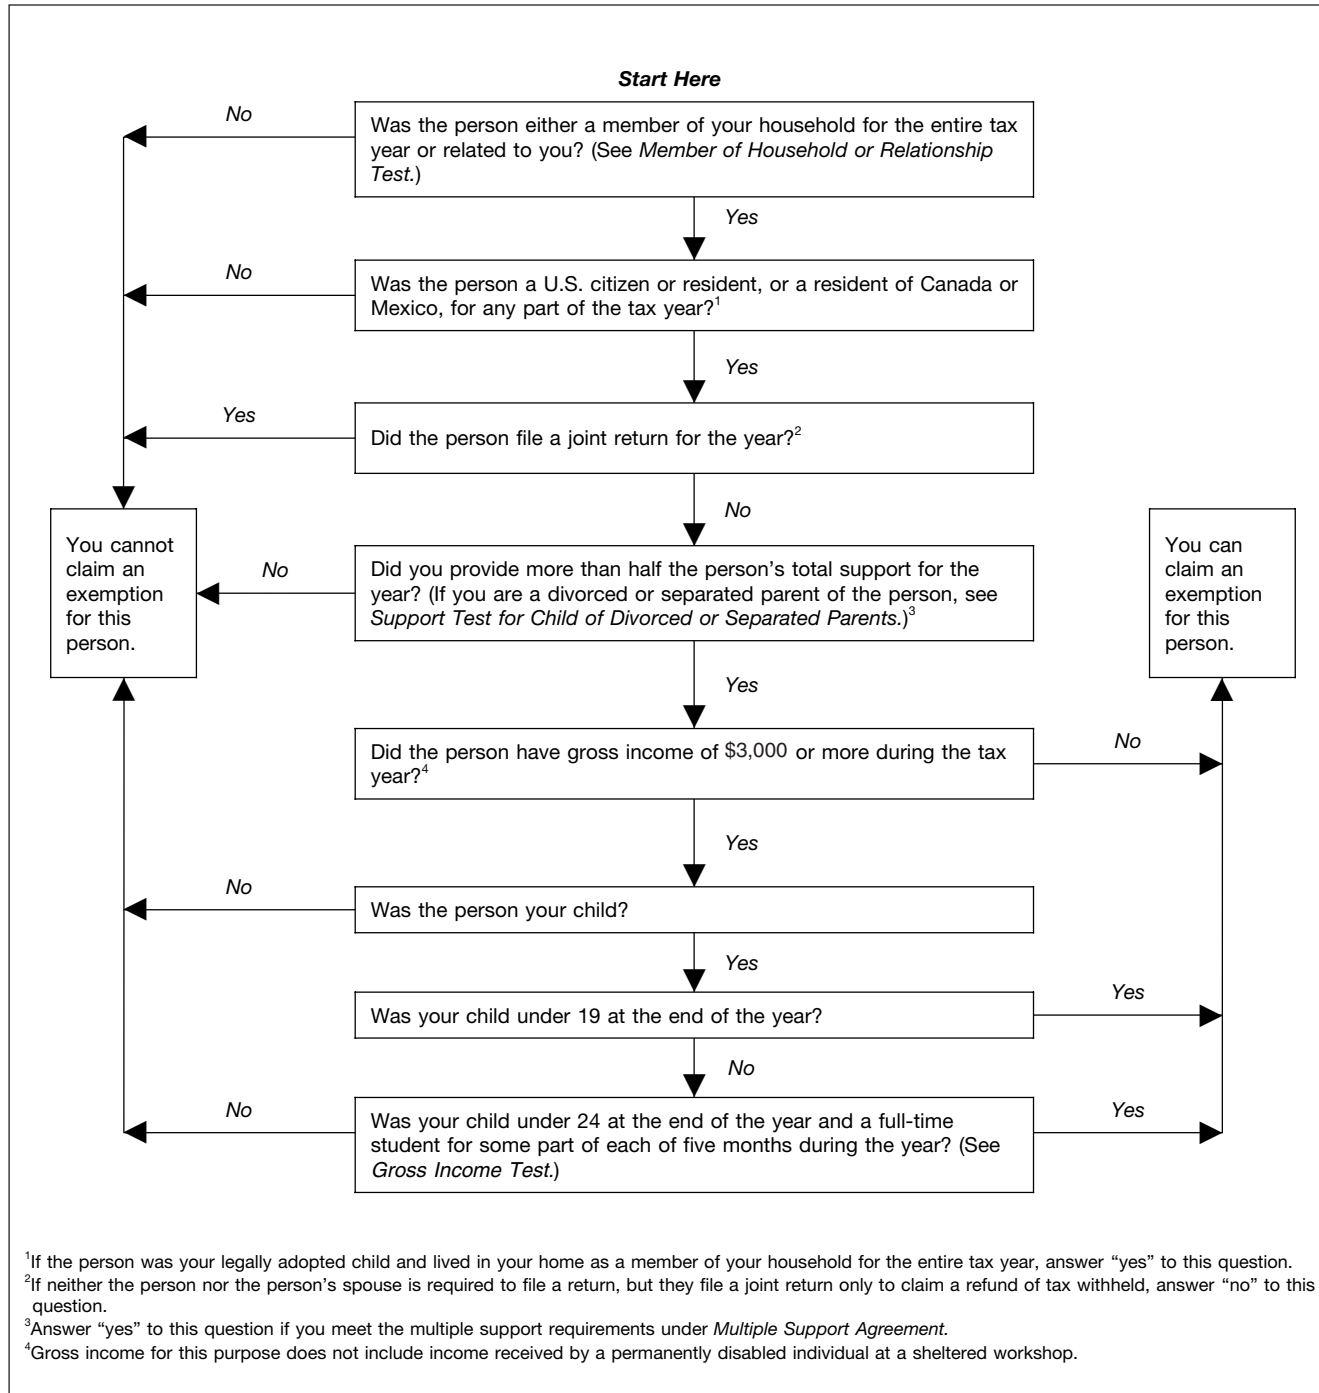 Start Here
No
Was the person either a member of your household for the entire tax
year or related to you? (See Member of Household or Relationship
Test.)
Yes
No
Was the person a U.S. citizen or resident, or a resident of Canada or
Mexico, for any part of the tax year?1
Yes
Yes
Did the person file a joint return for the year?2
No
You cannot
claim an
exemption
for this
person.
No
Did you provide more than half the person's total support for the
year? (If you are a divorced or separated parent of the person, see
Support Test for Child of Divorced or Separated Parents.)3
You can
claim an
exemption
for this
person.
Yes
Did the person have gross income of $3,000 or more during the tax
year?4
No
Yes
No
Was the person your child?
Yes
Was your child under 19 at the end of the year?
Yes
No
No
Was your child under 24 at the end of the year and a full-time
student for some part of each of five months during the year? (See
Gross Income Test.)
Yes
1If the person was your legally adopted child and lived in your home as a member of your household for the entire tax year, answer “yes” to this question.
2If neither the person nor the person's spouse is required to file a return, but they file a joint return only to claim a refund of tax withheld, answer “no” to this
question.
3Answer “yes” to this question if you meet the multiple support requirements under Multiple Support Agreement.
4Gross income for this purpose does not include income received by a permanently disabled individual at a sheltered workshop.